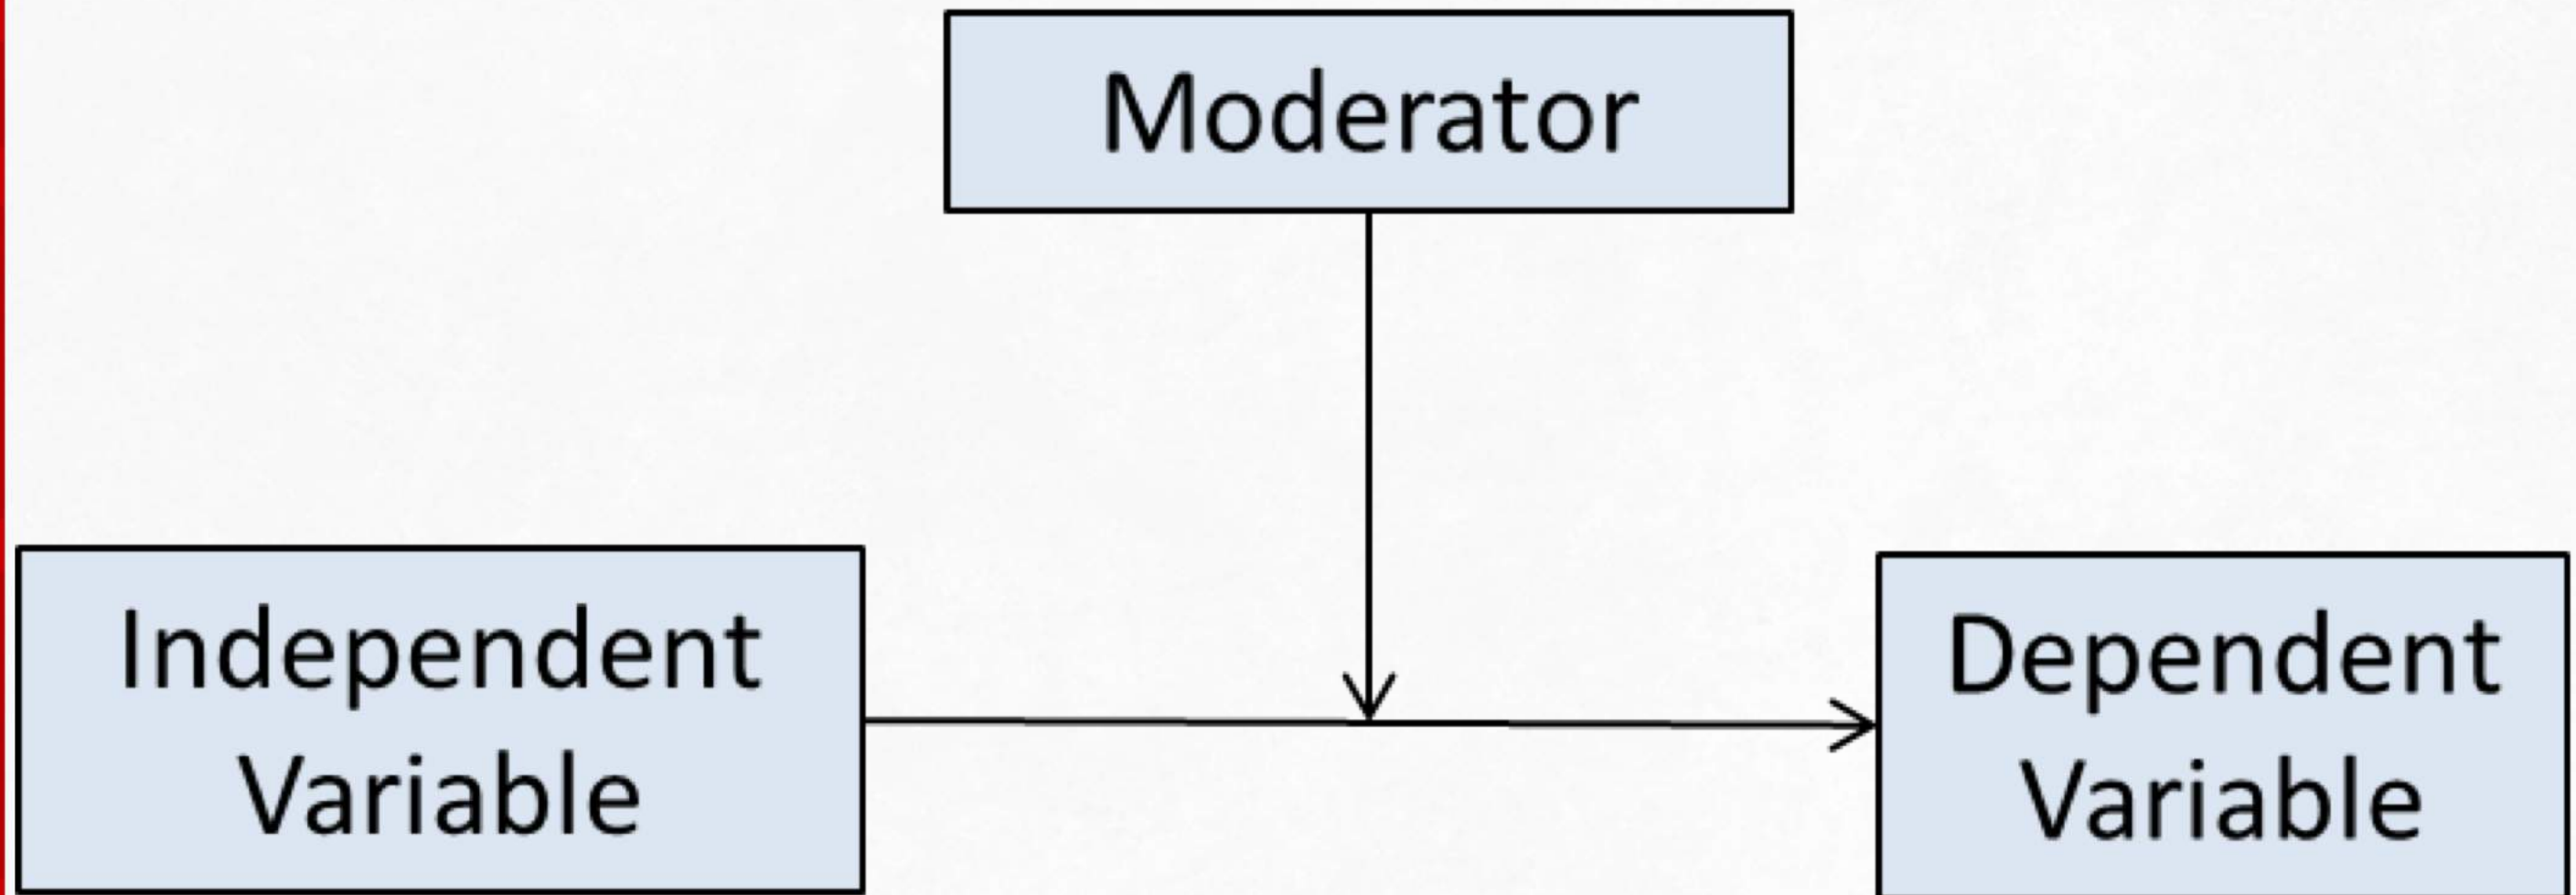 Moderator
Independent
Variable
Dependent
Variable